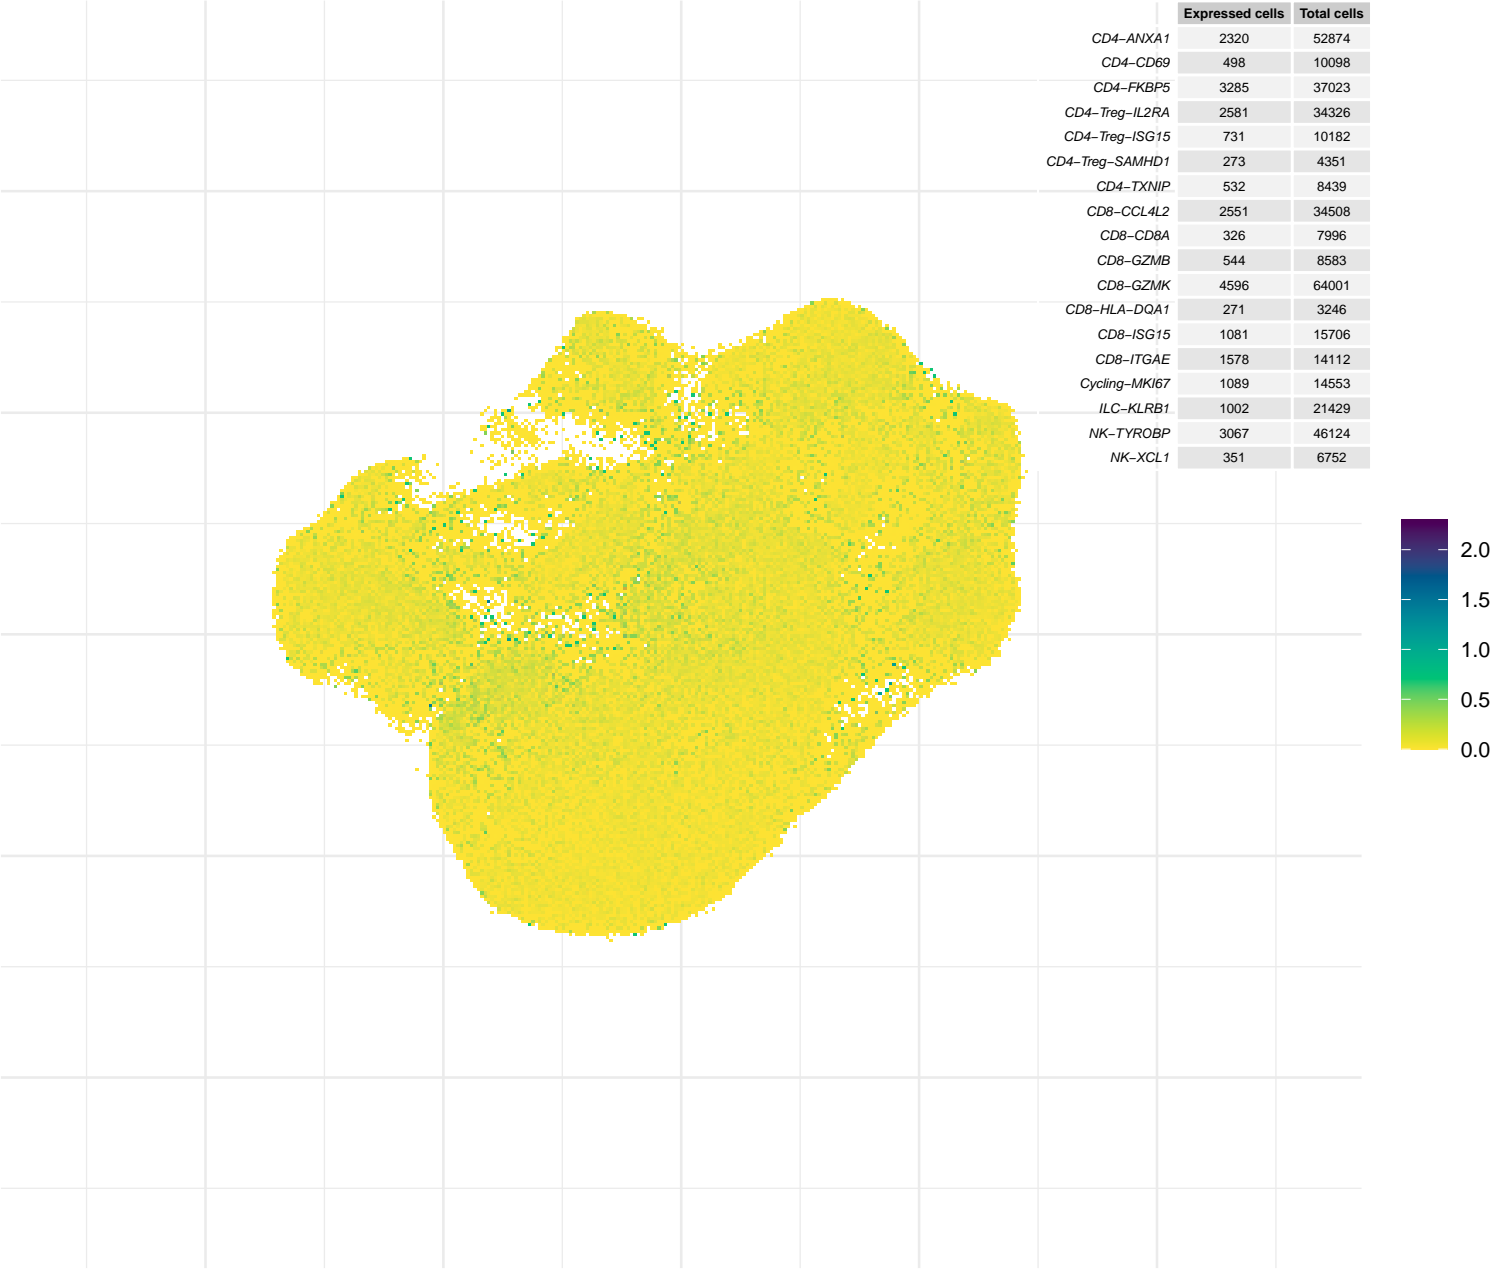 Expressed cells Total cells
CD4−ANXA1 2320 52874
CD4−CD69 498 10098
CD4−FKBP5 3285 37023
CD4−Treg−IL2RA 2581 34326
CD4−Treg−ISG15 731 10182
CD4−Treg−SAMHD1 273 4351
CD4−TXNIP 532 8439
CD8−CCL4L2 2551 34508
CD8−CD8A 326 7996
CD8−GZMB 544 8583
CD8−GZMK 4596 64001
CD8−HLA−DQA1 271 3246
CD8−ISG15 1081 15706
CD8−ITGAE 1578 14112
Cycling−MKI67 1089 14553
ILC−KLRB1 1002 21429
NK−TYROBP 3067 46124
NK−XCL1 351 6752
2.0
1.5
1.0
0.5
0.0